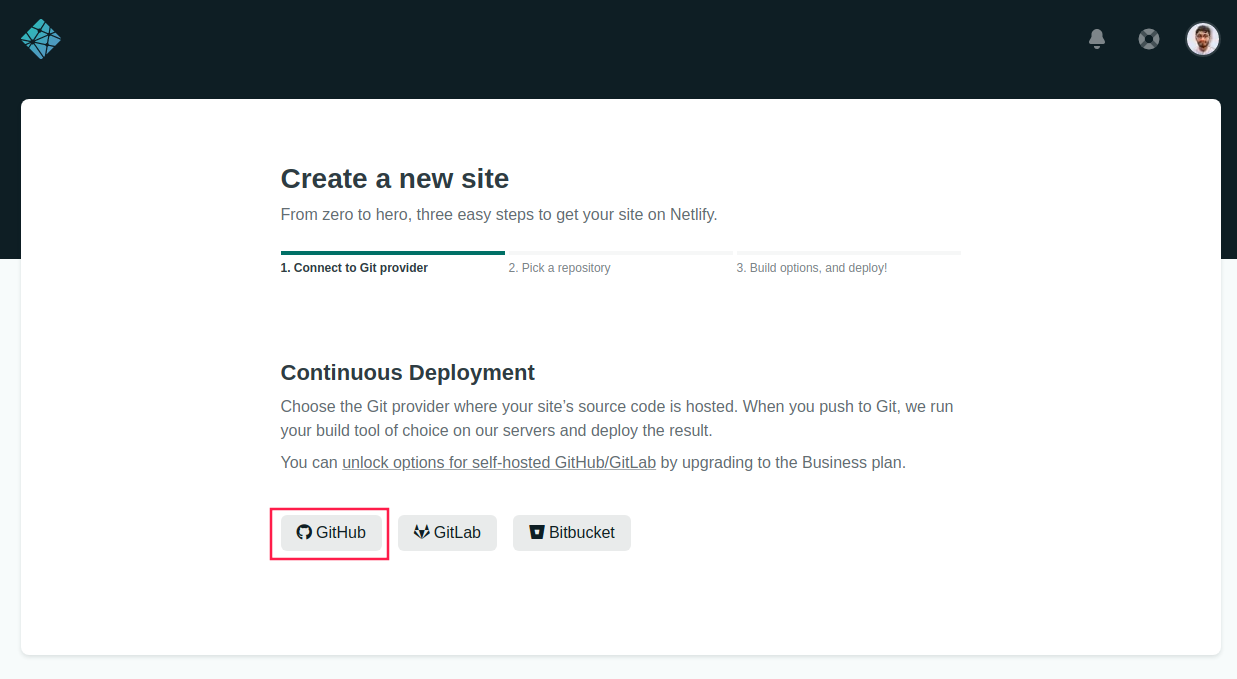 Create a new site
From zero to hero, three easy steps to get your site on Netlify.
1. Connect to Git provider
2. Pick a repository
3. Build options, and deploy!
Continuous Deployment
Choose the Git provider where your site’s source code is hosted. When you push to Git, we run
your build tool of choice on our servers and deploy the result.
You can unlock options for self-hosted GitHub/GitLab by upgrading to the Business plan.
GitHub
GitLab
Bitbucket